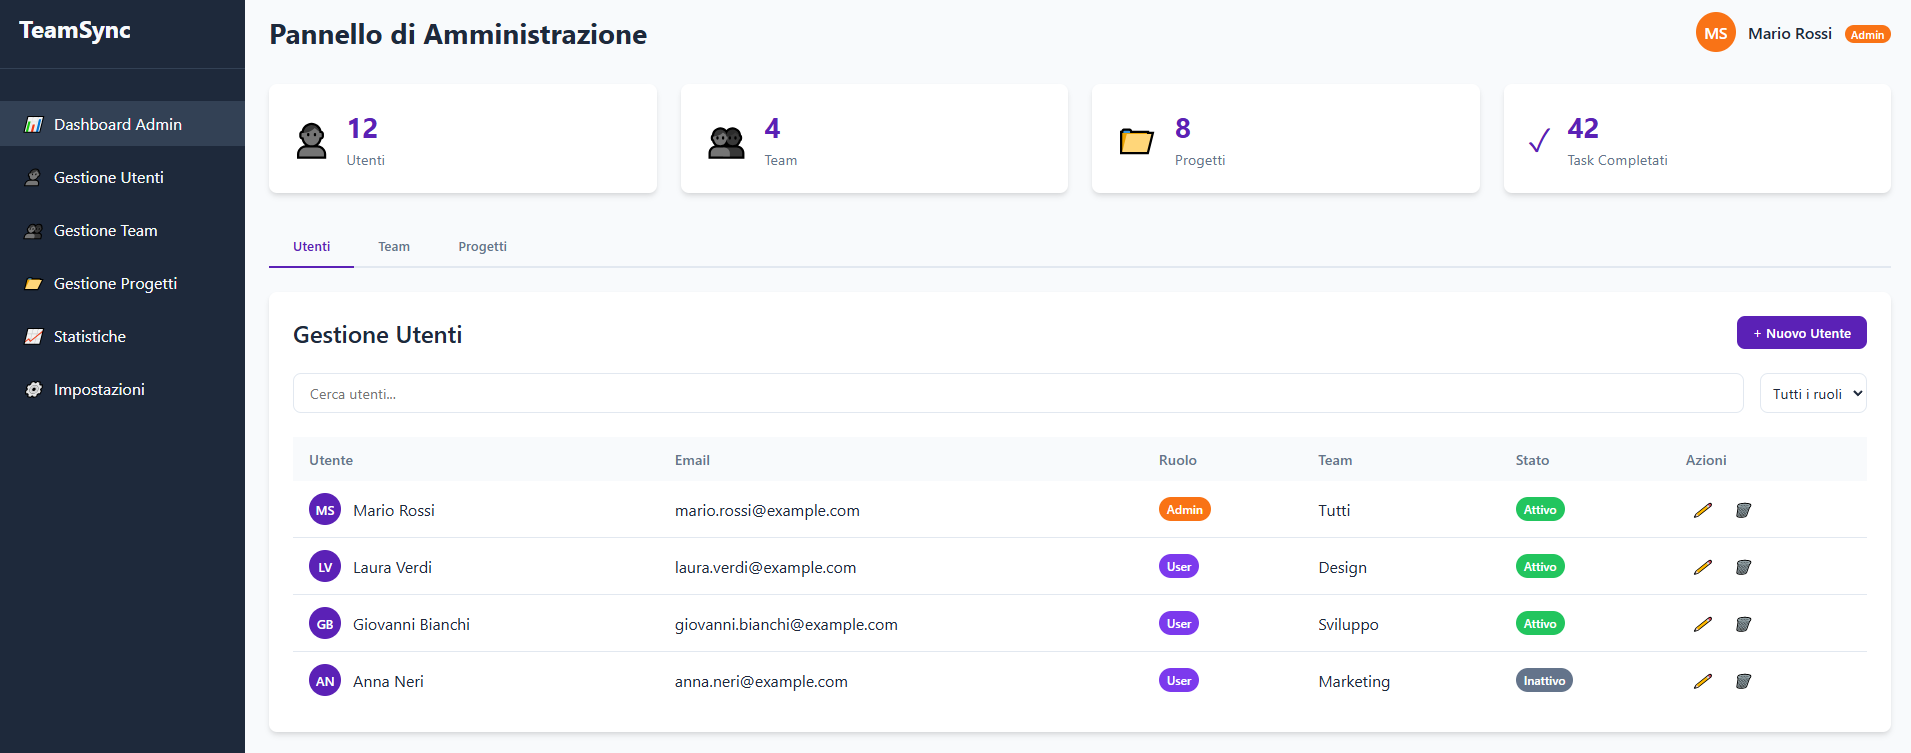 TeamSync
Dashboard Admin
Gestione Utenti
Gestione Team
Gestione Progetti
Statistiche
Impostazioni
Pannello di Amministrazione
MS Mario Rossi Admin
12
Utenti
4
Team
8
Progetti
42
Task Completati
Utenti Team Progetti
Gestione Utenti
+ Nuovo Utente
Cerca utenti...
Tutti i ruoli
Utente Email Ruolo Team Stato Azioni
MS Mario Rossi mario.rossi@example.com Admin Tutti Attivo
LV Laura Verdi laura.verdi@example.com User Design Attivo
GB Giovanni Bianchi giovanni.bianchi@example.com User Sviluppo Attivo
AN Anna Neri anna.neri@example.com User Marketing Inattivo